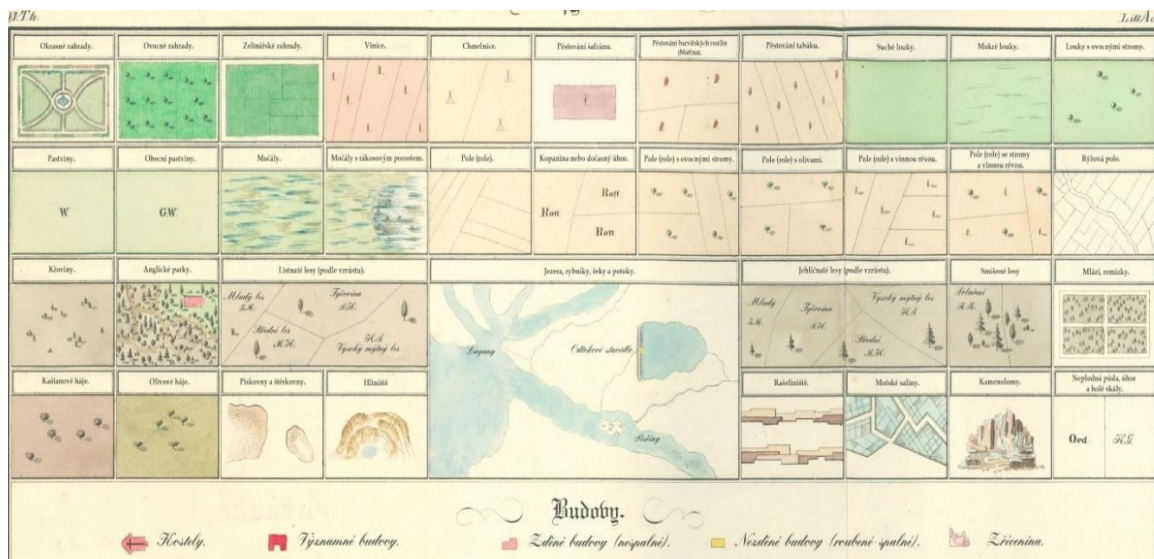 Okrasné zahrady. Ovocné zahrady. Zelinářské zahrady. Vinice. Chmelnice. Pěstování šafránu. Pěstování barvířských rostlin Pěstování tabáku. Suché louky. Mokré louky. Louky s ovocnými stromy.
(Mařina).
Pastviny. Obecní pastviny. Močály. Močály s rákosovým porostem. Pole (role). Kopanina nebo dočasný úhor. Pole (role) s ovocnými stromy. Pole (role) s olivami. Pole (role) s vinnou révou. Pole (role) se stromy Rýžová pole.
a vinnou révou.
W. G.W. Rott. Rott. Rott.
Křoviny. Anglické parky. Listnaté lesy (podle vzrůstu). Jezera, rybníky, řeky a potoky. Jehličnaté lesy (podle vzrůstu). Smíšené lesy Mlází, remízky.
Mladý les
J.M.
Tyčovina
S.H.
Střední les
M.H.
H.A.
Vysoký mýtný les
Laguny
Odtokové stavidlo
Písčiny
Mladý
J.M.
Tyčovina
S.H.
Vysoký mýtný les
H.A.
Střední
M.H.
Kaštanové háje. Olivové háje. Pískovny a štěrkovny. Hliniště Rašeliniště. Mořské saliny. Kamenolomy. Neplodná půda, úhor
a holé skály.
Oed. K.G.
Budovy.
Kostely. Významné budovy. Zděné budovy (nespalné). Nezděné budovy (roubené spalné). Zřícenina.